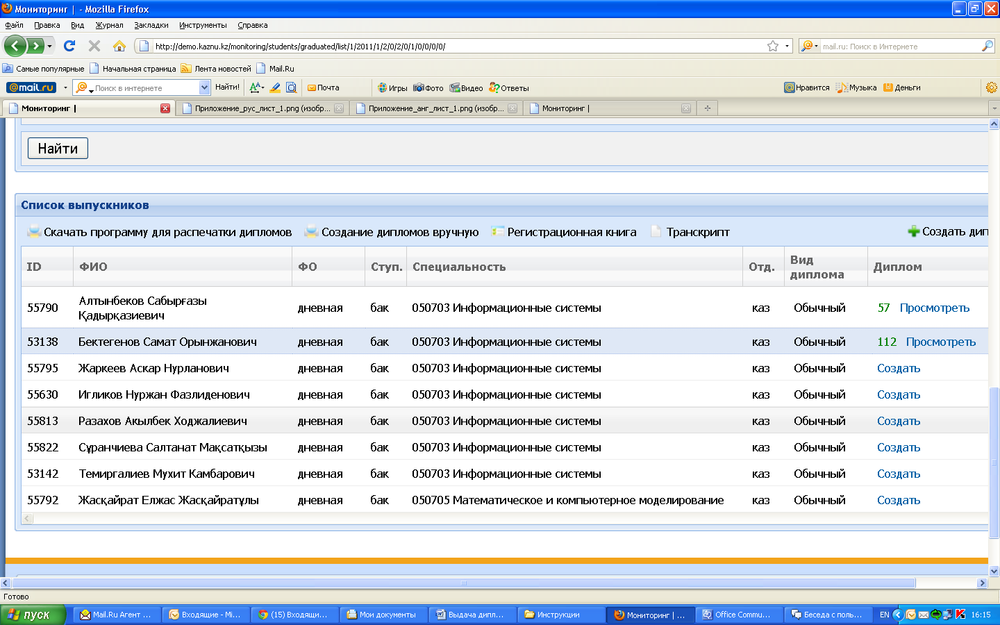 Мониторинг | - Mozilla Firefox
Файл Правка Вид Журнал Закладки Инструменты Справка
http://demo.kaznu.kz/monitoring/students/graduated/list/1/2011/1/2/0/2/0/1/0/0/0/0/
mail.ru: Поиск в Интернете
Самые популярные Начальная страница Лента новостей Mail.Ru
@mail.ru Поиск в интернете Найти! Почта Игры Фото Видео Ответы Нравится Музыка Деньги
Мониторинг | Приложение_рус_лист_1.png (изобр... Приложение_анг_лист_1.png (изобр... Мониторинг |
Найти
Список выпускников
Скачать программу для распечатки дипломов Создание дипломов вручную Регистрационная книга Транскрипт Создать дип
ID ФИО ФО Ступ. Специальность Отд. Вид диплома Диплом
55790 Алтынбеков Сабырғазы Қадырқазиевич дневная бак 050703 Информационные системы каз Обычный 57 Просмотреть
53138 Бектегенов Самат Орынжанович дневная бак 050703 Информационные системы каз Обычный 112 Просмотреть
55795 Жаркеев Аскар Нурланович дневная бак 050703 Информационные системы каз Обычный Создать
55630 Игликов Нуржан Фазлиденович дневная бак 050703 Информационные системы каз Обычный Создать
55813 Разахов Акылбек Ходжалиевич дневная бак 050703 Информационные системы каз Обычный Создать
55822 Сұранчиева Салтанат Мақсатқызы дневная бак 050703 Информационные системы каз Обычный Создать
53142 Темиргалиев Мухит Камбарович дневная бак 050703 Информационные системы каз Обычный Создать
55792 Жасқайрат Елжас Жасқайратұлы дневная бак 050705 Математическое и компьютерное моделирование каз Обычный Создать
Готово
пуск Mail.Ru Агент ... Входящие - Mi... (15) Входящи... Мои документы Выдача дипл... Инструкции Мониторинг | ... Office Commu... Беседа с поль... EN 16:15